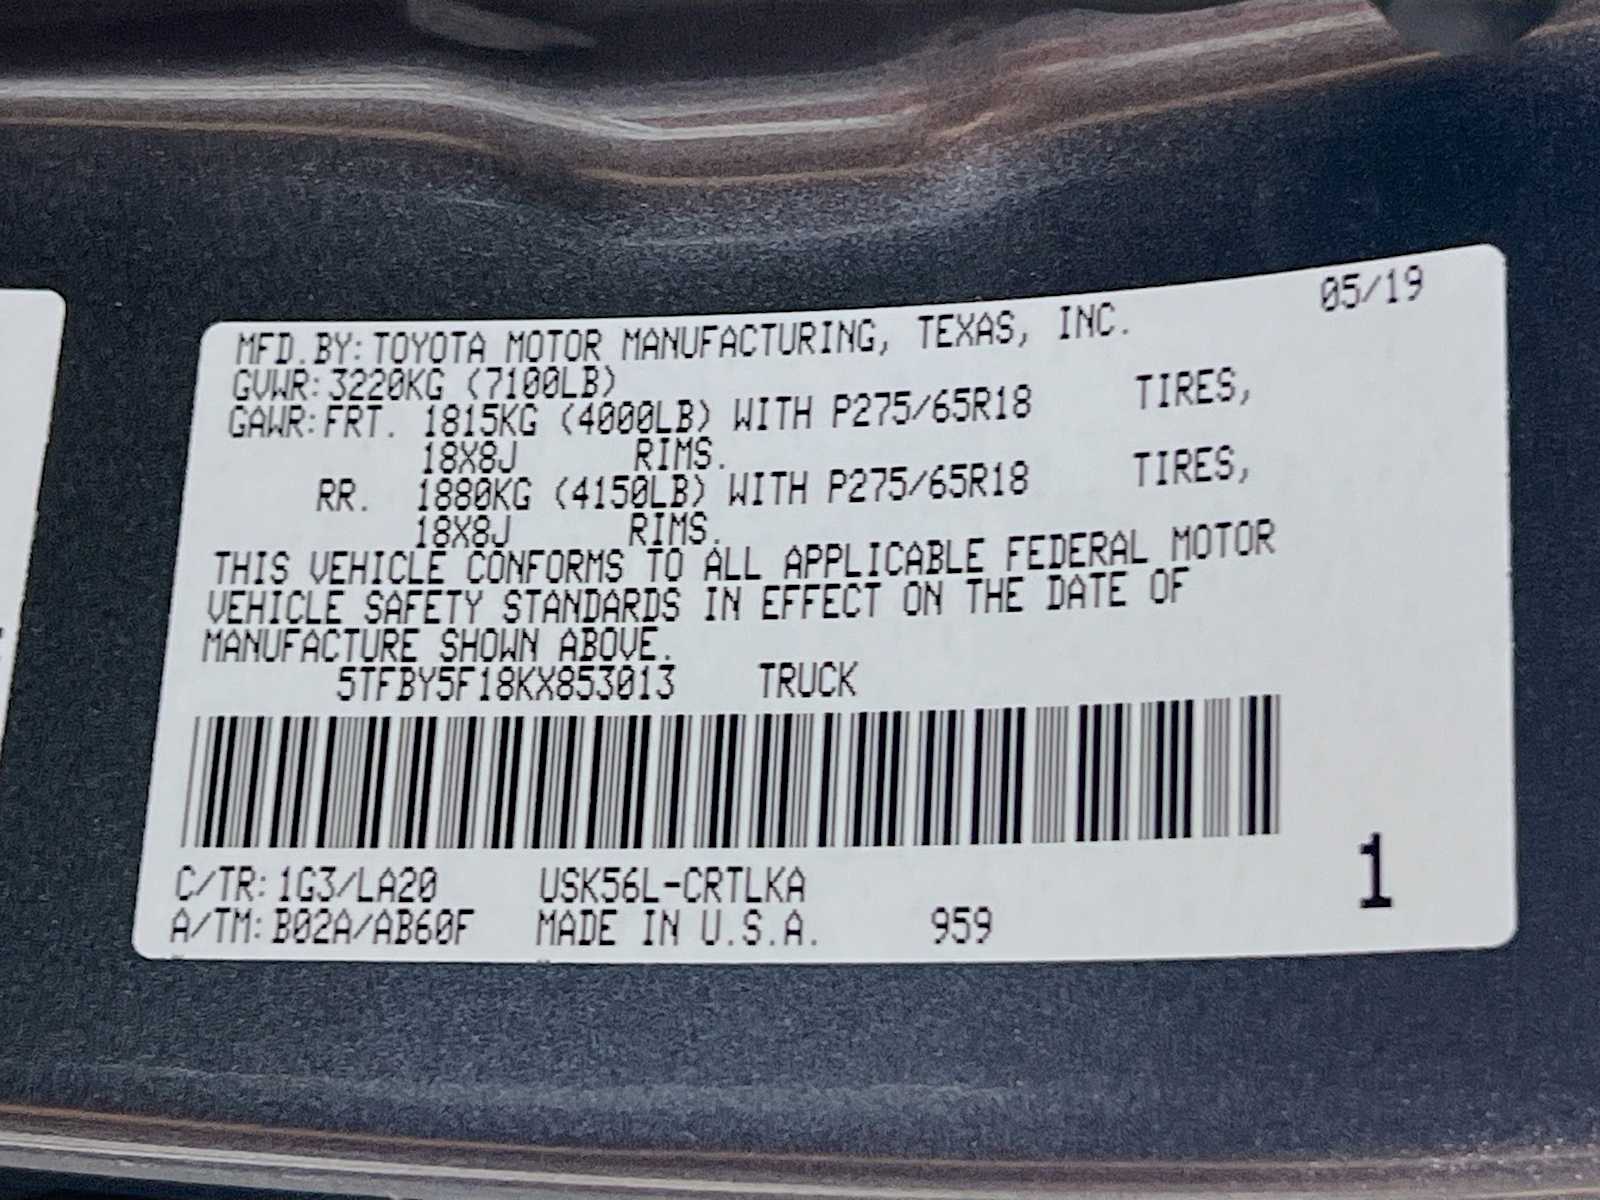 05/19
MFD.BY: TOYOTA MOTOR MANUFACTURING, TEXAS, INC.
GVWR: 3220KG (7100LB)
GAWR: FRT. 1815KG (4000LB) WITH P275/65R18 TIRES,
18X8J RIMS.
RR. 1880KG (4150LB) WITH P275/65R18 TIRES,
18X8J RIMS.
THIS VEHICLE CONFORMS TO ALL APPLICABLE FEDERAL MOTOR
VEHICLE SAFETY STANDARDS IN EFFECT ON THE DATE OF
MANUFACTURE SHOWN ABOVE.
5TFBY5F18KX853013 TRUCK
C/TR: 1G3/LA20 USK56L-CRTLKA
A/TM: B02A/AB60F MADE IN U.S.A. 959
1